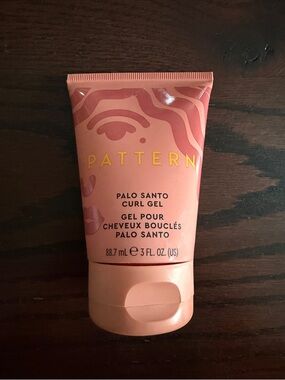 PATTERN
PALO SANTO
CURL GEL
GEL POUR
CHEVEUX BOUCLÉS
PALO SANTO
88.7 mL ℮ 3 FL. OZ. (US)